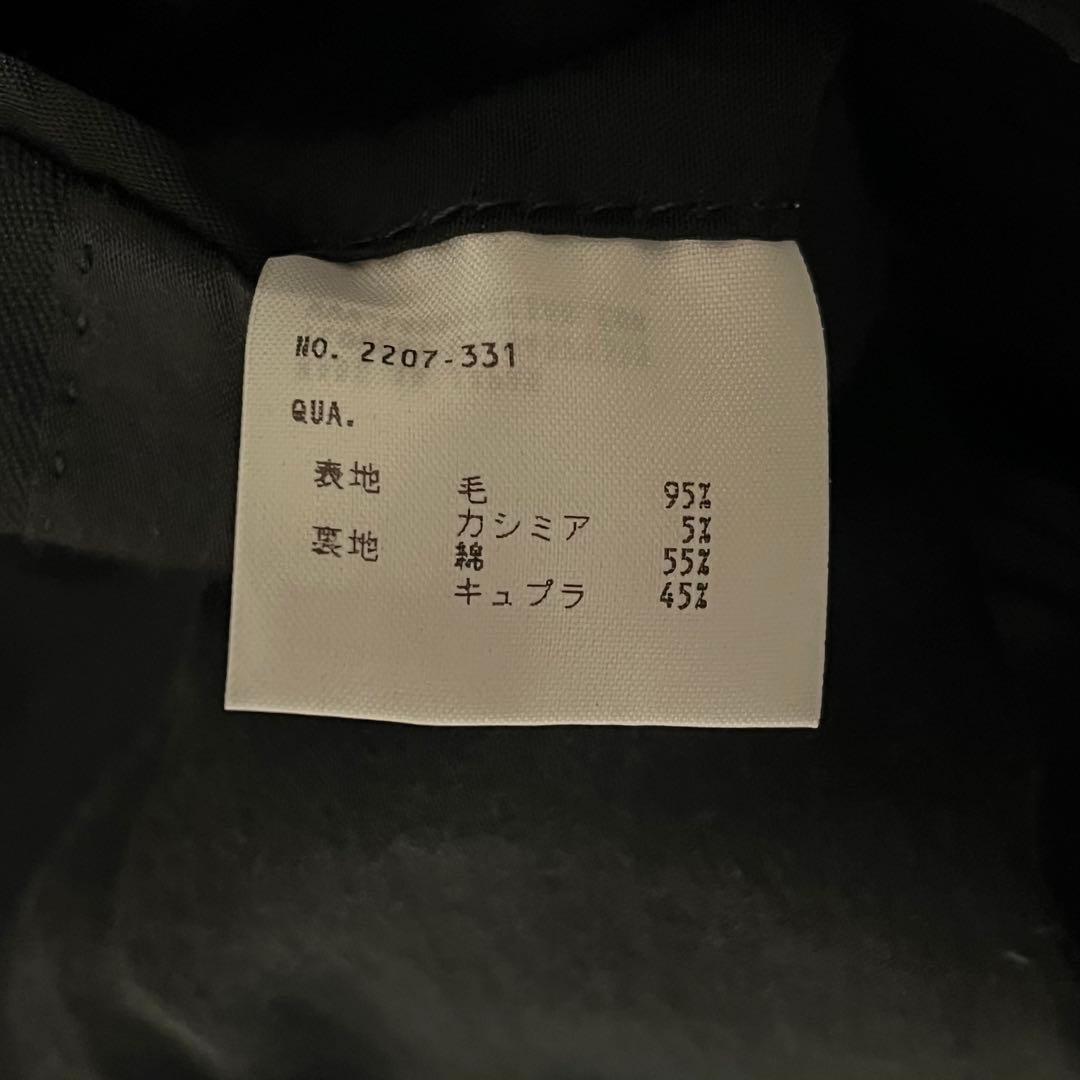 NO. 2207-331
QUA.
表地 毛 95%
カシミア 5%
裏地 綿 55%
キュプラ 45%